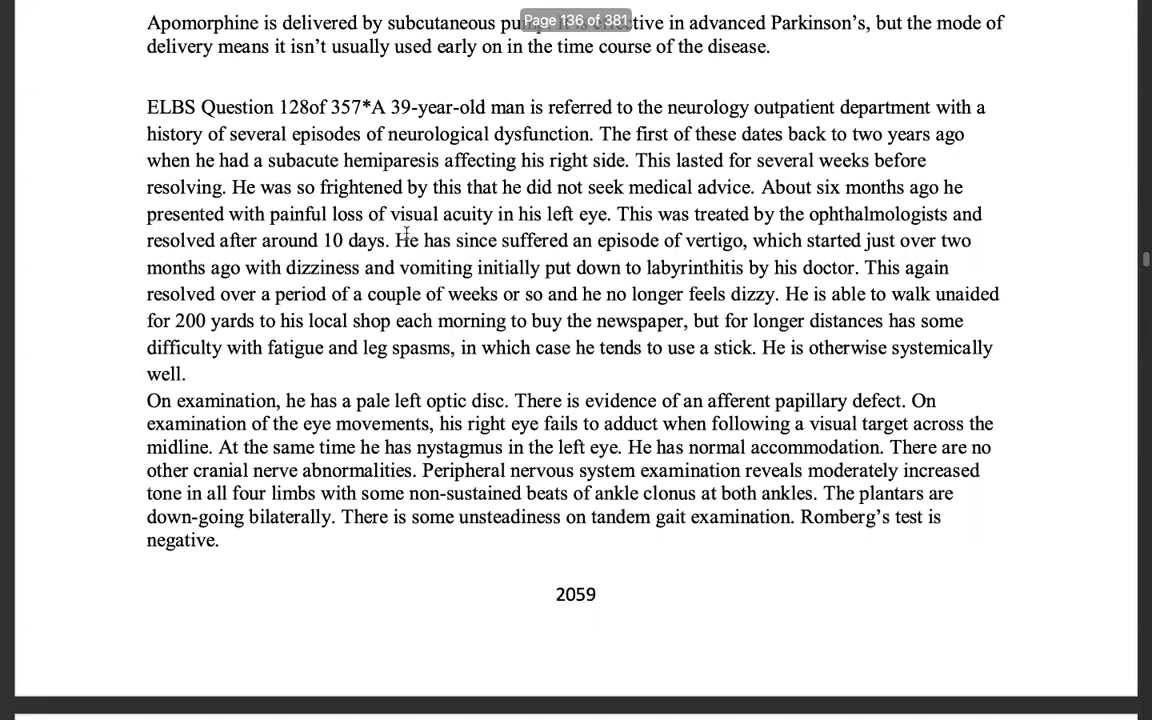 Apomorphine is delivered by subcutaneous Page 136 of 381 in advanced Parkinson's, but the mode of
delivery means it isn't usually used early on in the time course of the disease.
ELBS Question 128of 357*A 39-year-old man is referred to the neurology outpatient department with a
history of several episodes of neurological dysfunction. The first of these dates back to two years ago
when he had a subacute hemiparesis affecting his right side. This lasted for several weeks before
resolving. He was so frightened by this that he did not seek medical advice. About six months ago he
presented with painful loss of visual acuity in his left eye. This was treated by the ophthalmologists and
resolved after around 10 days. He has since suffered an episode of vertigo, which started just over two
months ago with dizziness and vomiting initially put down to labyrinthitis by his doctor. This again
resolved over a period of a couple of weeks or so and he no longer feels dizzy. He is able to walk unaided
for 200 yards to his local shop each morning to buy the newspaper, but for longer distances has some
difficulty with fatigue and leg spasms, in which case he tends to use a stick. He is otherwise systemically
well.
On examination, he has a pale left optic disc. There is evidence of an afferent papillary defect. On
examination of the eye movements, his right eye fails to adduct when following a visual target across the
midline. At the same time he has nystagmus in the left eye. He has normal accommodation. There are no
other cranial nerve abnormalities. Peripheral nervous system examination reveals moderately increased
tone in all four limbs with some non-sustained beats of ankle clonus at both ankles. The plantars are
down-going bilaterally. There is some unsteadiness on tandem gait examination. Romberg's test is
negative.
2059